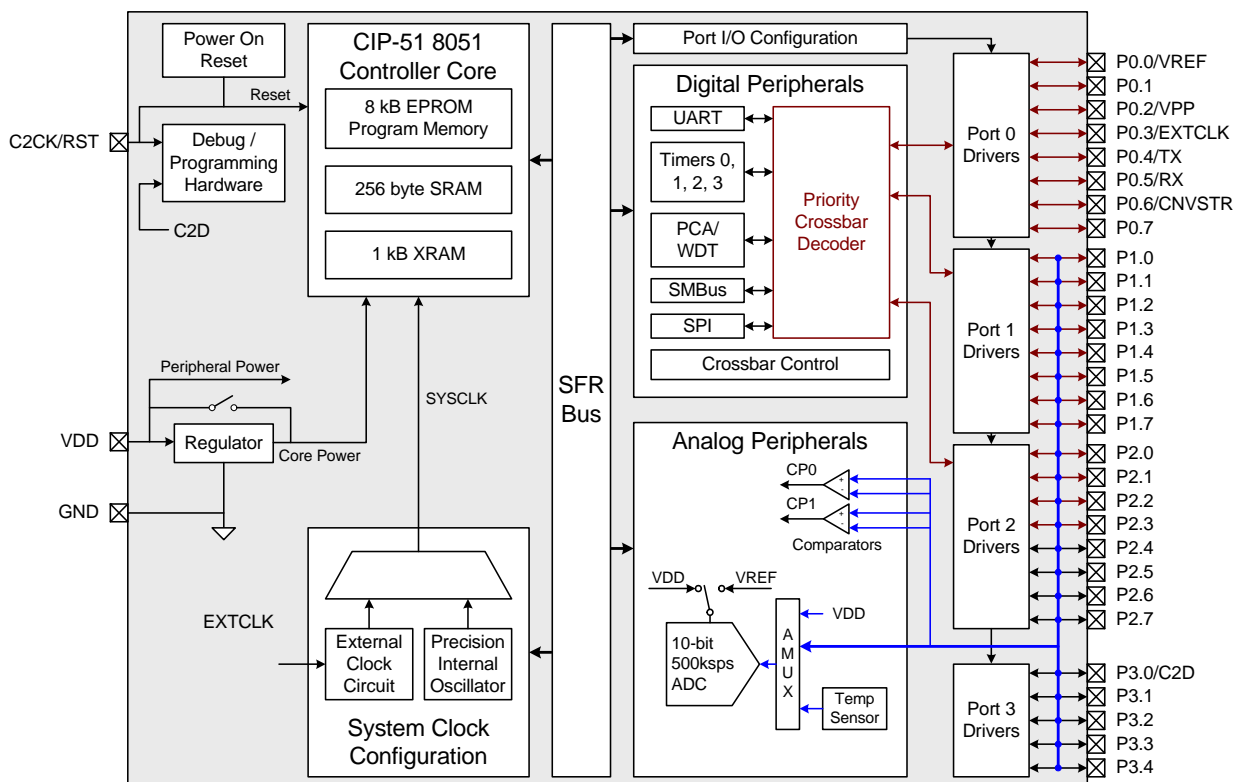 Power On
Reset
Reset
C2CK/RST
Debug /
Programming
Hardware
C2D
CIP-51 8051
Controller Core
8 kB EPROM
Program Memory
256 byte SRAM
1 kB XRAM
Peripheral Power
VDD
Regulator
Core Power
GND
SYSCLK
EXTCLK
External
Clock
Circuit
Precision
Internal
Oscillator
System Clock
Configuration
SFR
Bus
Port I/O Configuration
Digital Peripherals
UART
Timers 0,
1, 2, 3
PCA/
WDT
SMBus
SPI
Priority
Crossbar
Decoder
Crossbar Control
Analog Peripherals
CP0
+
-
CP1
+
-
Comparators
VDD
VREF
10-bit
500ksps
ADC
A
M
U
X
VDD
Temp
Sensor
Port 0
Drivers
Port 1
Drivers
Port 2
Drivers
Port 3
Drivers
P0.0/VREF
P0.1
P0.2/VPP
P0.3/EXTCLK
P0.4/TX
P0.5/RX
P0.6/CNVSTR
P0.7
P1.0
P1.1
P1.2
P1.3
P1.4
P1.5
P1.6
P1.7
P2.0
P2.1
P2.2
P2.3
P2.4
P2.5
P2.6
P2.7
P3.0/C2D
P3.1
P3.2
P3.3
P3.4